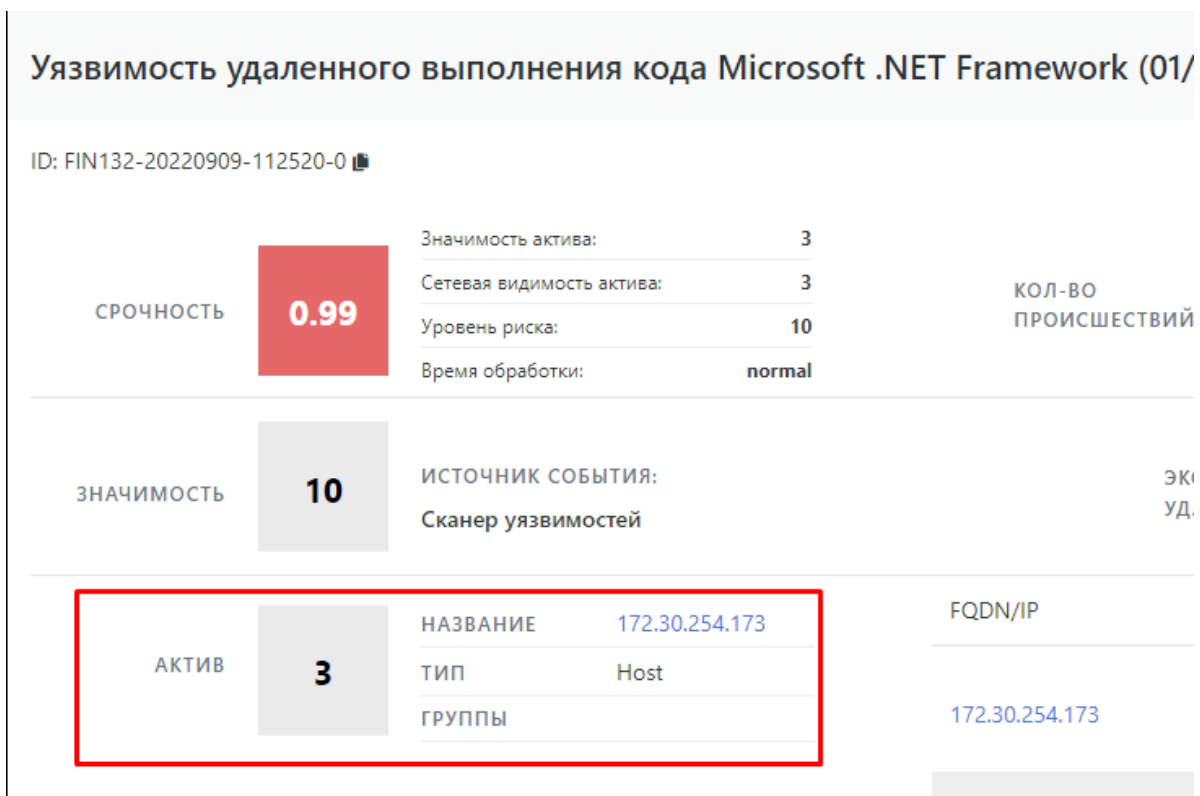 Уязвимость удаленного выполнения кода Microsoft .NET Framework (01/
ID: FIN132-20220909-112520-0
СРОЧНОСТЬ
0.99
Значимость актива: 3
Сетевая видимость актива: 3
Уровень риска: 10
Время обработки: normal
КОЛ-ВО
ПРОИСШЕСТВИЙ
ЗНАЧИМОСТЬ
10
ИСТОЧНИК СОБЫТИЯ:
Сканер уязвимостей
АКТИВ
3
НАЗВАНИЕ 172.30.254.173
ТИП Host
ГРУППЫ
FQDN/IP
172.30.254.173